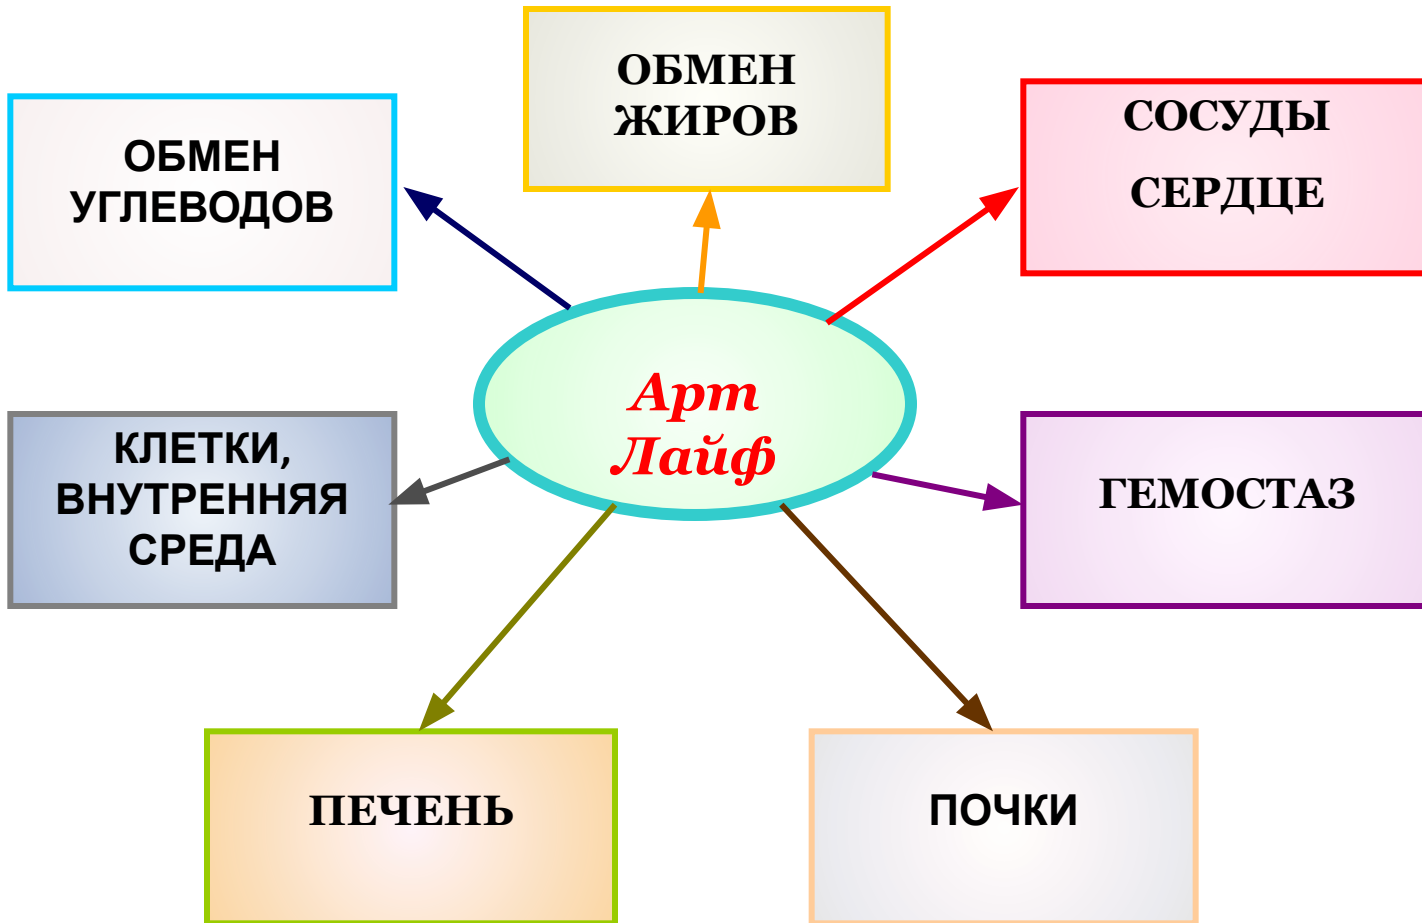 ОБМЕН
ЖИРОВ
ОБМЕН
УГЛЕВОДОВ
СОСУДЫ
СЕРДЦЕ
Арт
Лайф
КЛЕТКИ,
ВНУТРЕННЯЯ
СРЕДА
ГЕМОСТАЗ
ПЕЧЕНЬ
ПОЧКИ